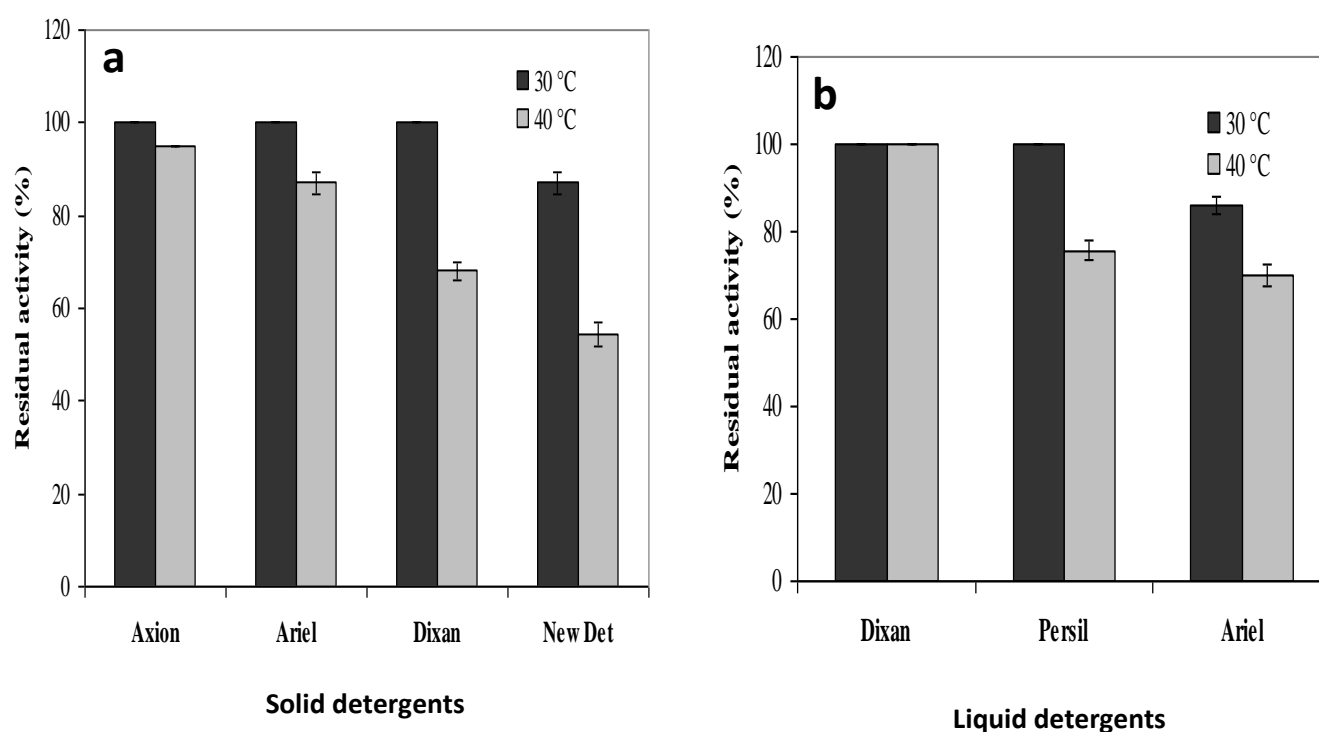 a
Residual activity (%)
120
100
80
60
40
20
0
30 °C
40 °C
Axion
Ariel
Dixan
New Det
Solid detergents
b
Residual activity (%)
120
100
80
60
40
20
0
30 °C
40 °C
Dixan
Persil
Ariel
Liquid detergents